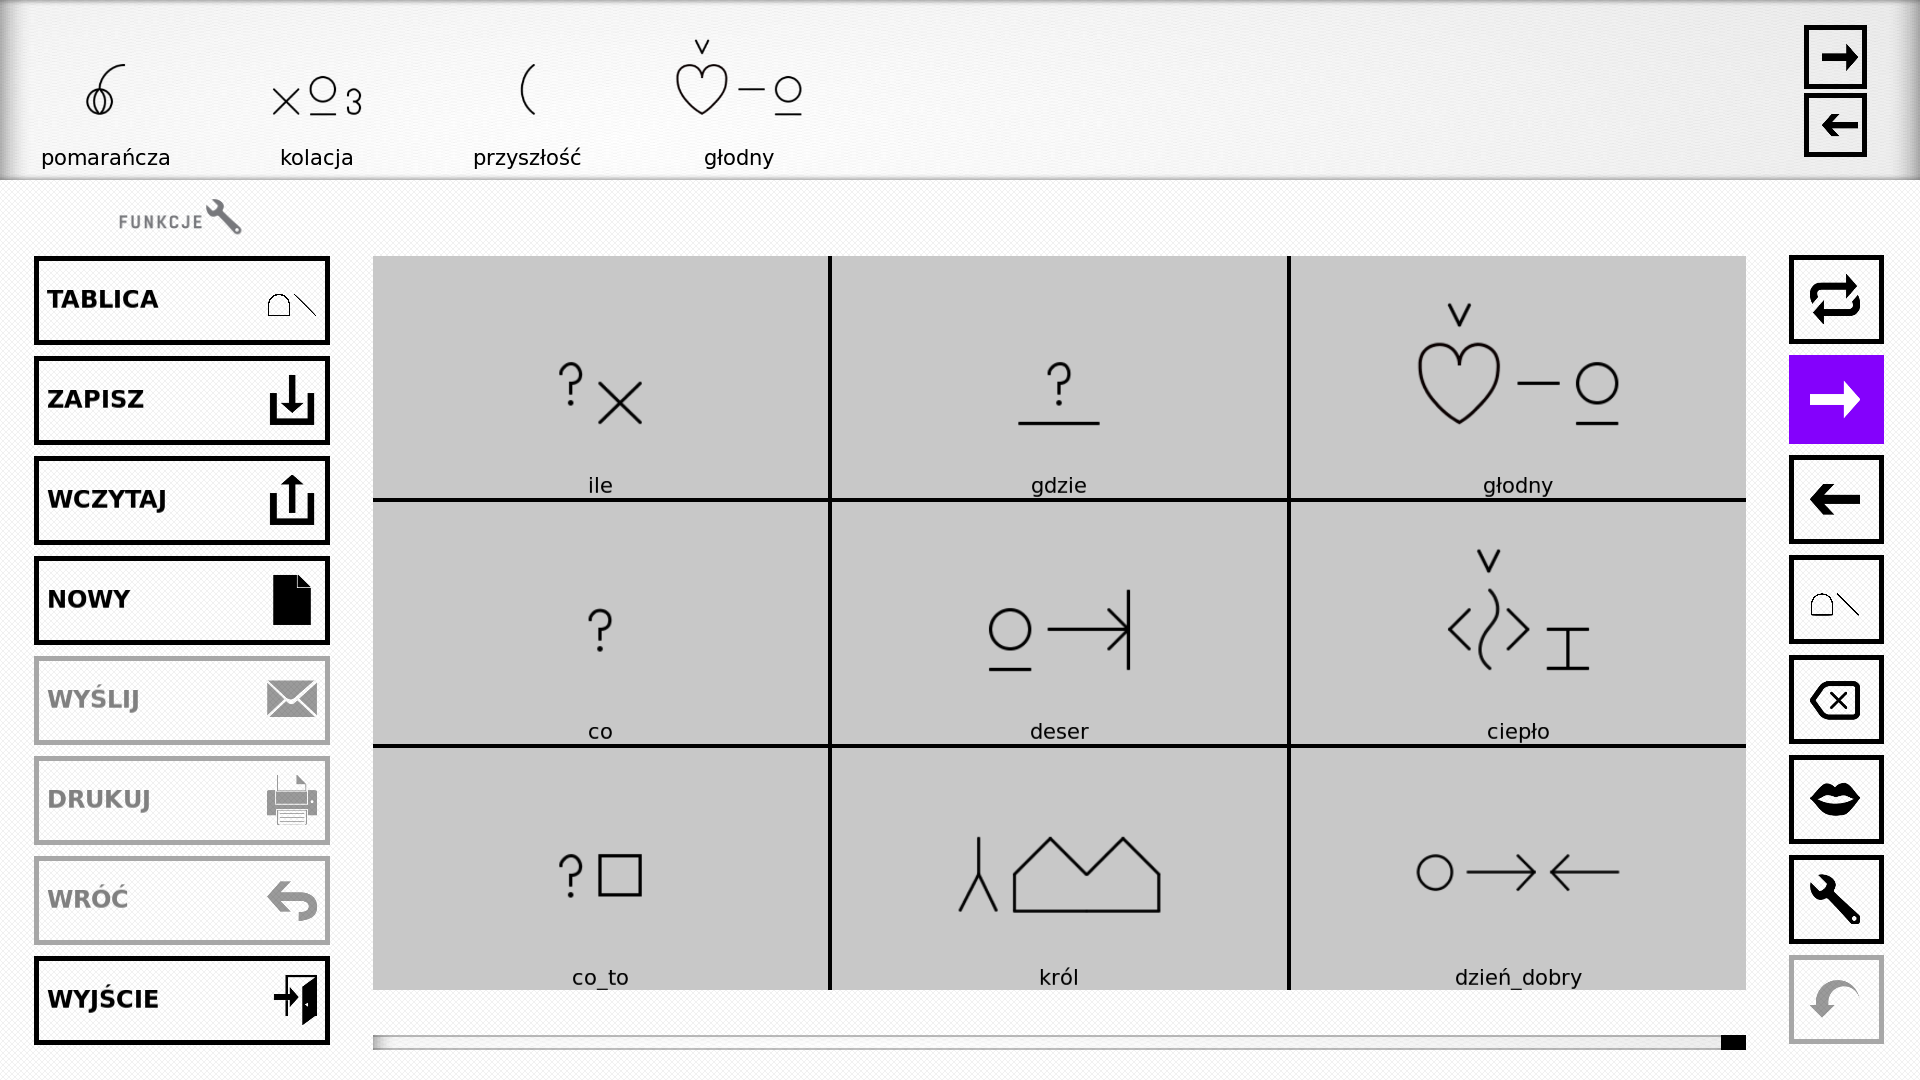 pomarańcza kolacja przyszłość głodny
FUNKCJE
TABLICA
ZAPISZ
WCZYTAJ
NOWY
WYŚLIJ
DRUKUJ
WRÓĆ
WYJŚCIE
ile gdzie głodny
co deser ciepło
co_to król dzień_dobry